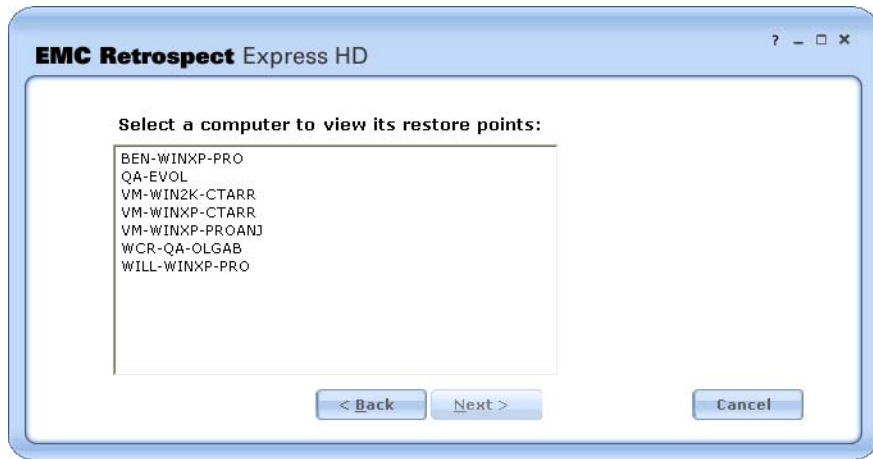 ? _ □ ×
EMC Retrospect Express HD
Select a computer to view its restore points:
BEN-WINXP-PRO
QA-EVOL
VM-WIN2K-CTARR
VM-WINXP-CTARR
VM-WINXP-PROANJ
WCR-QA-OLGAB
WILL-WINXP-PRO
< Back Next > Cancel